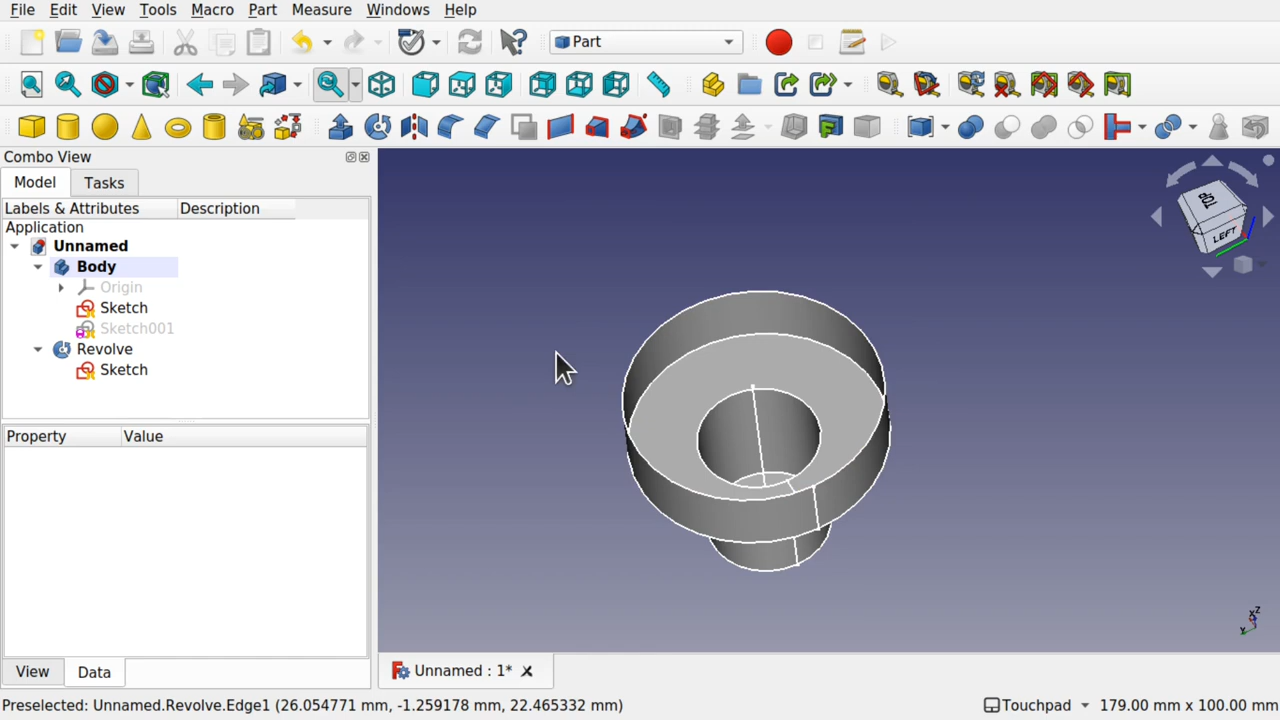 File Edit View Tools Macro Part Measure Windows Help
Part
Combo View
Model Tasks
Labels & Attributes Description
Application
Unnamed
Body
Origin
Sketch
Sketch001
Revolve
Sketch
TOP
LEFT
Property Value
Z
X
Y
View Data
Unnamed : 1*
Preselected: Unnamed.Revolve.Edge1 (26.054771 mm, -1.259178 mm, 22.465332 mm) Touchpad 179.00 mm x 100.00 mm